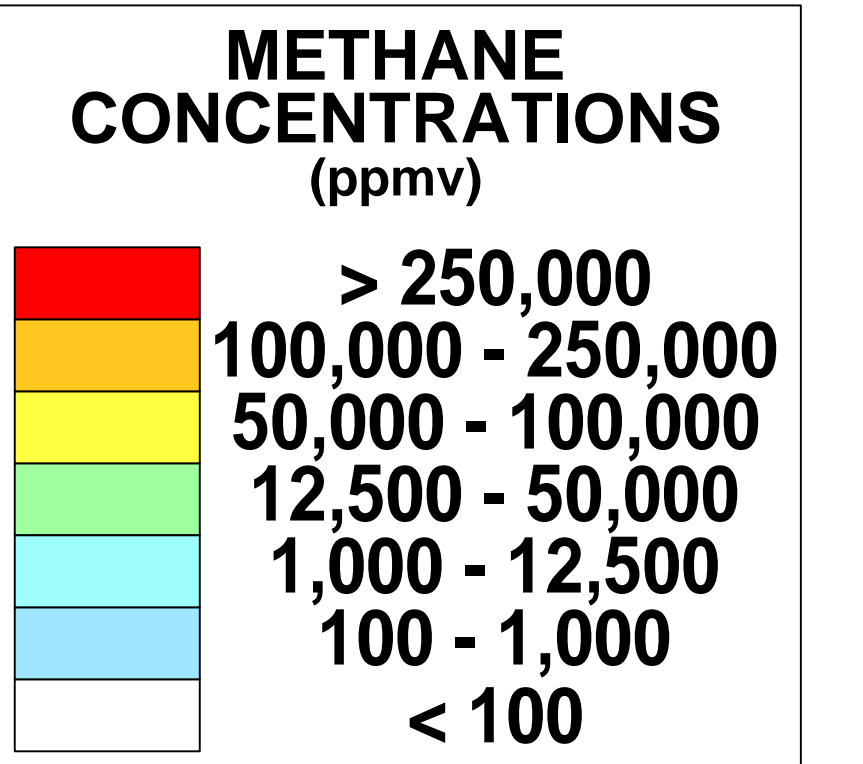 METHANE
CONCENTRATIONS
(ppmv)
> 250,000
100,000 - 250,000
50,000 - 100,000
12,500 - 50,000
1,000 - 12,500
100 - 1,000
< 100